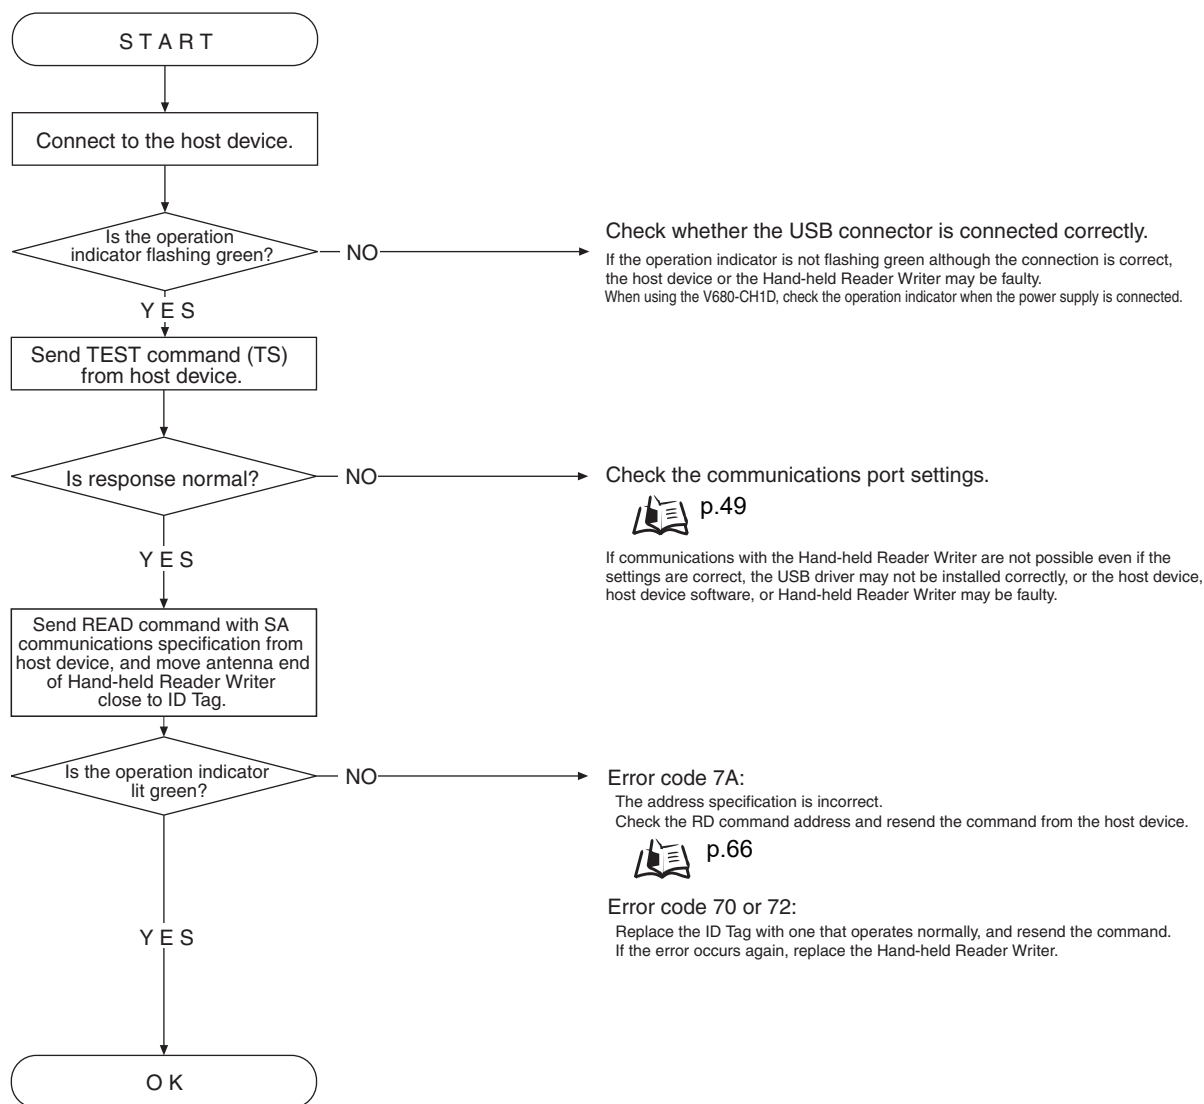 S T A R T
Connect to the host device.
Is the operation
indicator flashing green?
NO
Check whether the USB connector is connected correctly.
If the operation indicator is not flashing green although the connection is correct,
the host device or the Hand-held Reader Writer may be faulty.
When using the V680-CH1D, check the operation indicator when the power supply is connected.
Y E S
Send TEST command (TS)
from host device.
Is response normal?
NO
Check the communications port settings.
p.49
If communications with the Hand-held Reader Writer are not possible even if the
settings are correct, the USB driver may not be installed correctly, or the host device,
host device software, or Hand-held Reader Writer may be faulty.
Y E S
Send READ command with SA
communications specification from
host device, and move antenna end
of Hand-held Reader Writer
close to ID Tag.
Is the operation indicator
lit green?
NO
Error code 7A:
The address specification is incorrect.
Check the RD command address and resend the command from the host device.
p.66
Error code 70 or 72:
Replace the ID Tag with one that operates normally, and resend the command.
If the error occurs again, replace the Hand-held Reader Writer.
Y E S
O K